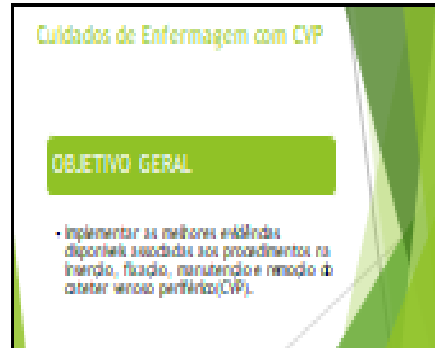 Cuidados de Enfermagem com CVP
OBJETIVO GERAL
• Implementar as melhores evidências
disponíveis associadas aos procedimentos na
inserção, fixação, manutenção e remoção do
cateter venoso periférico(CVP).